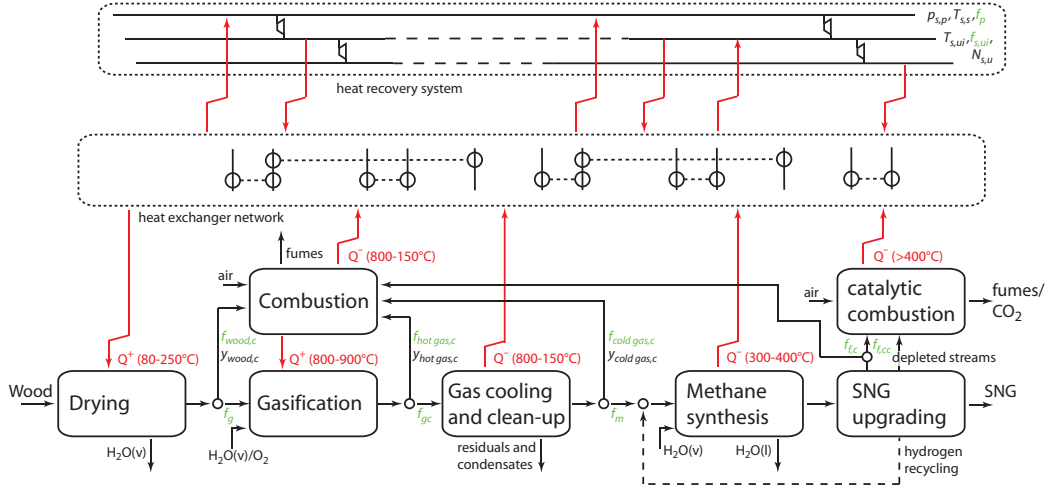 p_s,p, T_s,s, f_p
T_s,ui, f_s,ui,
N_s,u
heat recovery system
heat exchanger network
fumes
Q⁻ (800-150°C)
Q⁻ (>400°C)
air
Combustion
air
catalytic
combustion
fumes/
CO₂
f_wood,c
y_wood,c
f_hot gas,c
y_hot gas,c
f_cold gas,c
y_cold gas,c
f_f,c
f_f,cc
depleted streams
Q⁺ (80-250°C)
Q⁺ (800-900°C)
Q⁻ (800-150°C)
Q⁻ (300-400°C)
Wood
Drying
f_g
Gasification
f_gc
Gas cooling
and clean-up
f_m
Methane
synthesis
SNG
upgrading
SNG
H₂O(v)
H₂O(v)/O₂
residuals and
condensates
H₂O(v)
H₂O(l)
hydrogen
recycling